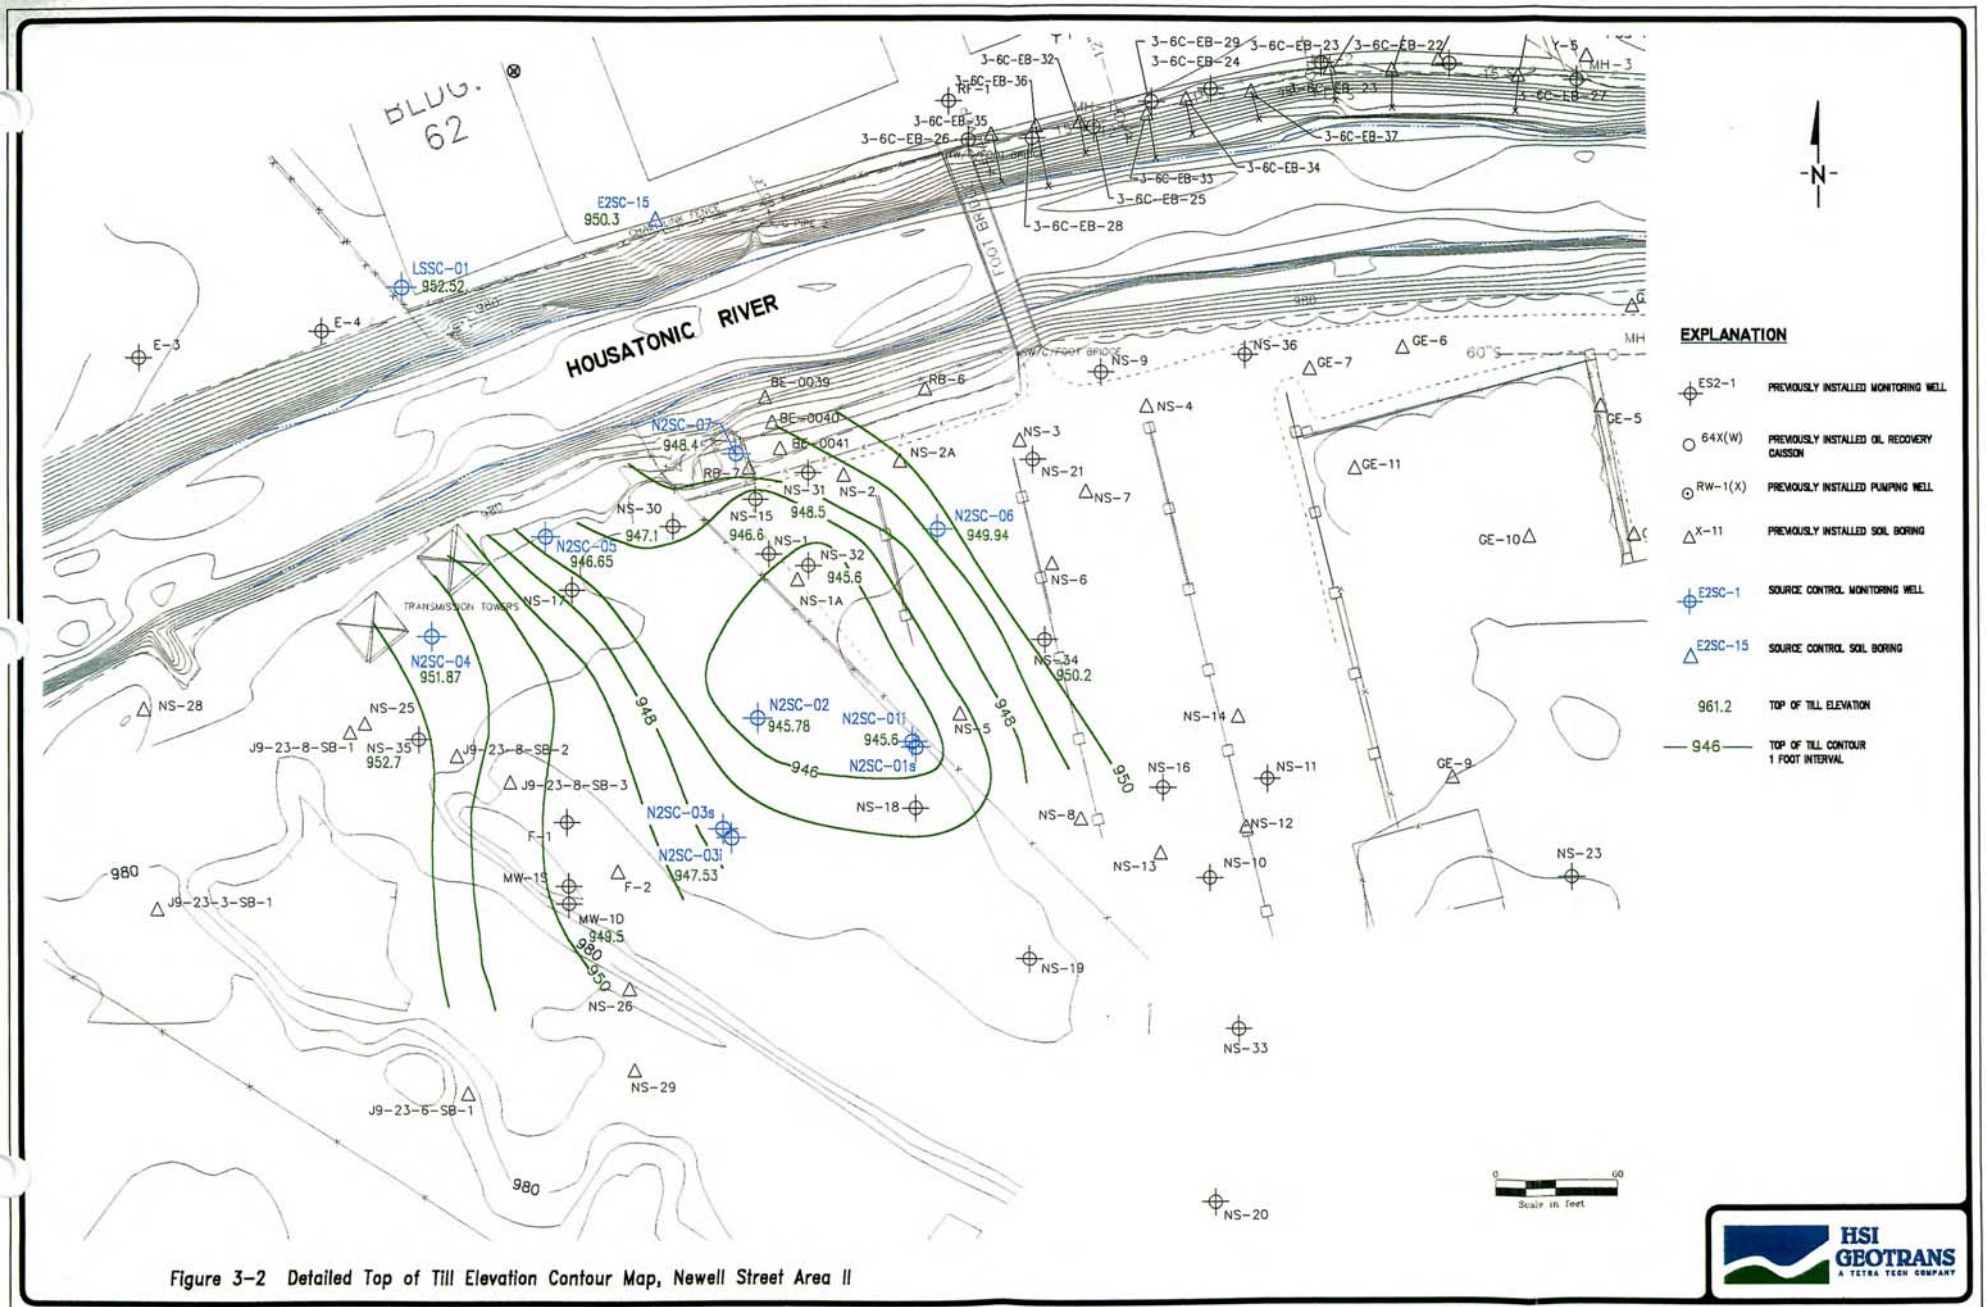 BLDG.
62
E2SC-15
950.3
CHAIN LINK FENCE
LSSC-01
952.52
980
E-4
E-3
HOUSATONIC RIVER
RF-1
3-6C-EB-32
3-6C-EB-36
3-6C-EB-35
3-6C-EB-26
3-6C-EB-29
3-6C-EB-24
3-6C-EB-23
3-6C-EB-22
Y-5
MH-3
3-6C-EB-27
3-6C-EB-37
3-6C-EB-34
3-6C-EB-33
3-6C-EB-25
3-6C-EB-28
-N-
980
BE-0039
BE-0040
BE-0041
RB-6
RB-7
N2SC-07
948.4
NS-9
NS-36
GE-7
GE-6
60"S
MH
GE-5
NS-4
NS-3
NS-21
NS-7
NS-2A
NS-2
NS-31
948.5
NS-30
947.1
NS-15
946.6
NS-1
NS-32
945.6
NS-1A
GE-11
GE-10
N2SC-06
949.94
NS-6
N2SC-05
946.65
NS-17
TRANSMISSION TOWERS
N2SC-04
951.87
NS-28
NS-25
J9-23-8-SB-1
NS-35
952.7
J9-23-8-SB-2
J9-23-8-SB-3
948
N2SC-02
945.78
N2SC-01i
945.6
N2SC-01s
946
NS-5
948
NS-34
950.2
950
NS-14
NS-16
NS-11
GE-9
NS-8
NS-12
NS-18
N2SC-03s
N2SC-03i
947.53
F-1
F-2
MW-1S
MW-1D
949.5
980
950
NS-26
NS-13
NS-10
NS-23
980
J9-23-3-SB-1
NS-19
NS-33
NS-29
J9-23-6-SB-1
980
NS-20
EXPLANATION
ES2-1 PREVIOUSLY INSTALLED MONITORING WELL
64X(W) PREVIOUSLY INSTALLED OIL RECOVERY
CAISSON
RW-1(X) PREVIOUSLY INSTALLED PUMPING WELL
X-11 PREVIOUSLY INSTALLED SOIL BORING
E2SC-1 SOURCE CONTROL MONITORING WELL
E2SC-15 SOURCE CONTROL SOIL BORING
961.2 TOP OF TILL ELEVATION
946 TOP OF TILL CONTOUR
1 FOOT INTERVAL
0 60
Scale in feet
Figure 3-2 Detailed Top of Till Elevation Contour Map, Newell Street Area II
HSI
GEOTRANS
A TETRA TECH COMPANY